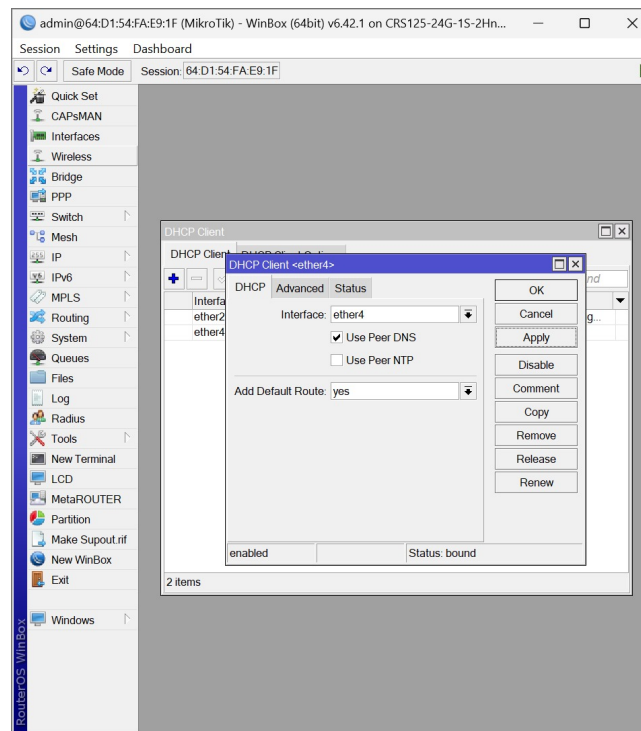 admin@64:D1:54:FA:E9:1F (MikroTik) - WinBox (64bit) v6.42.1 on CRS125-24G-1S-2Hn...
Session Settings Dashboard
Safe Mode Session: 64:D1:54:FA:E9:1F
Quick Set
CAPsMAN
Interfaces
Wireless
Bridge
PPP
Switch
Mesh
IP
IPv6
MPLS
Routing
System
Queues
Files
Log
Radius
Tools
New Terminal
LCD
MetaROUTER
Partition
Make Supout.rif
New WinBox
Exit
Windows
RouterOS WinBox
DHCP Client
DHCP Client
Interfa
ether2
ether4
g...
2 items
DHCP Client <ether4>
DHCP Advanced Status
Interface: ether4
Use Peer DNS
Use Peer NTP
Add Default Route: yes
OK
Cancel
Apply
Disable
Comment
Copy
Remove
Release
Renew
enabled Status: bound